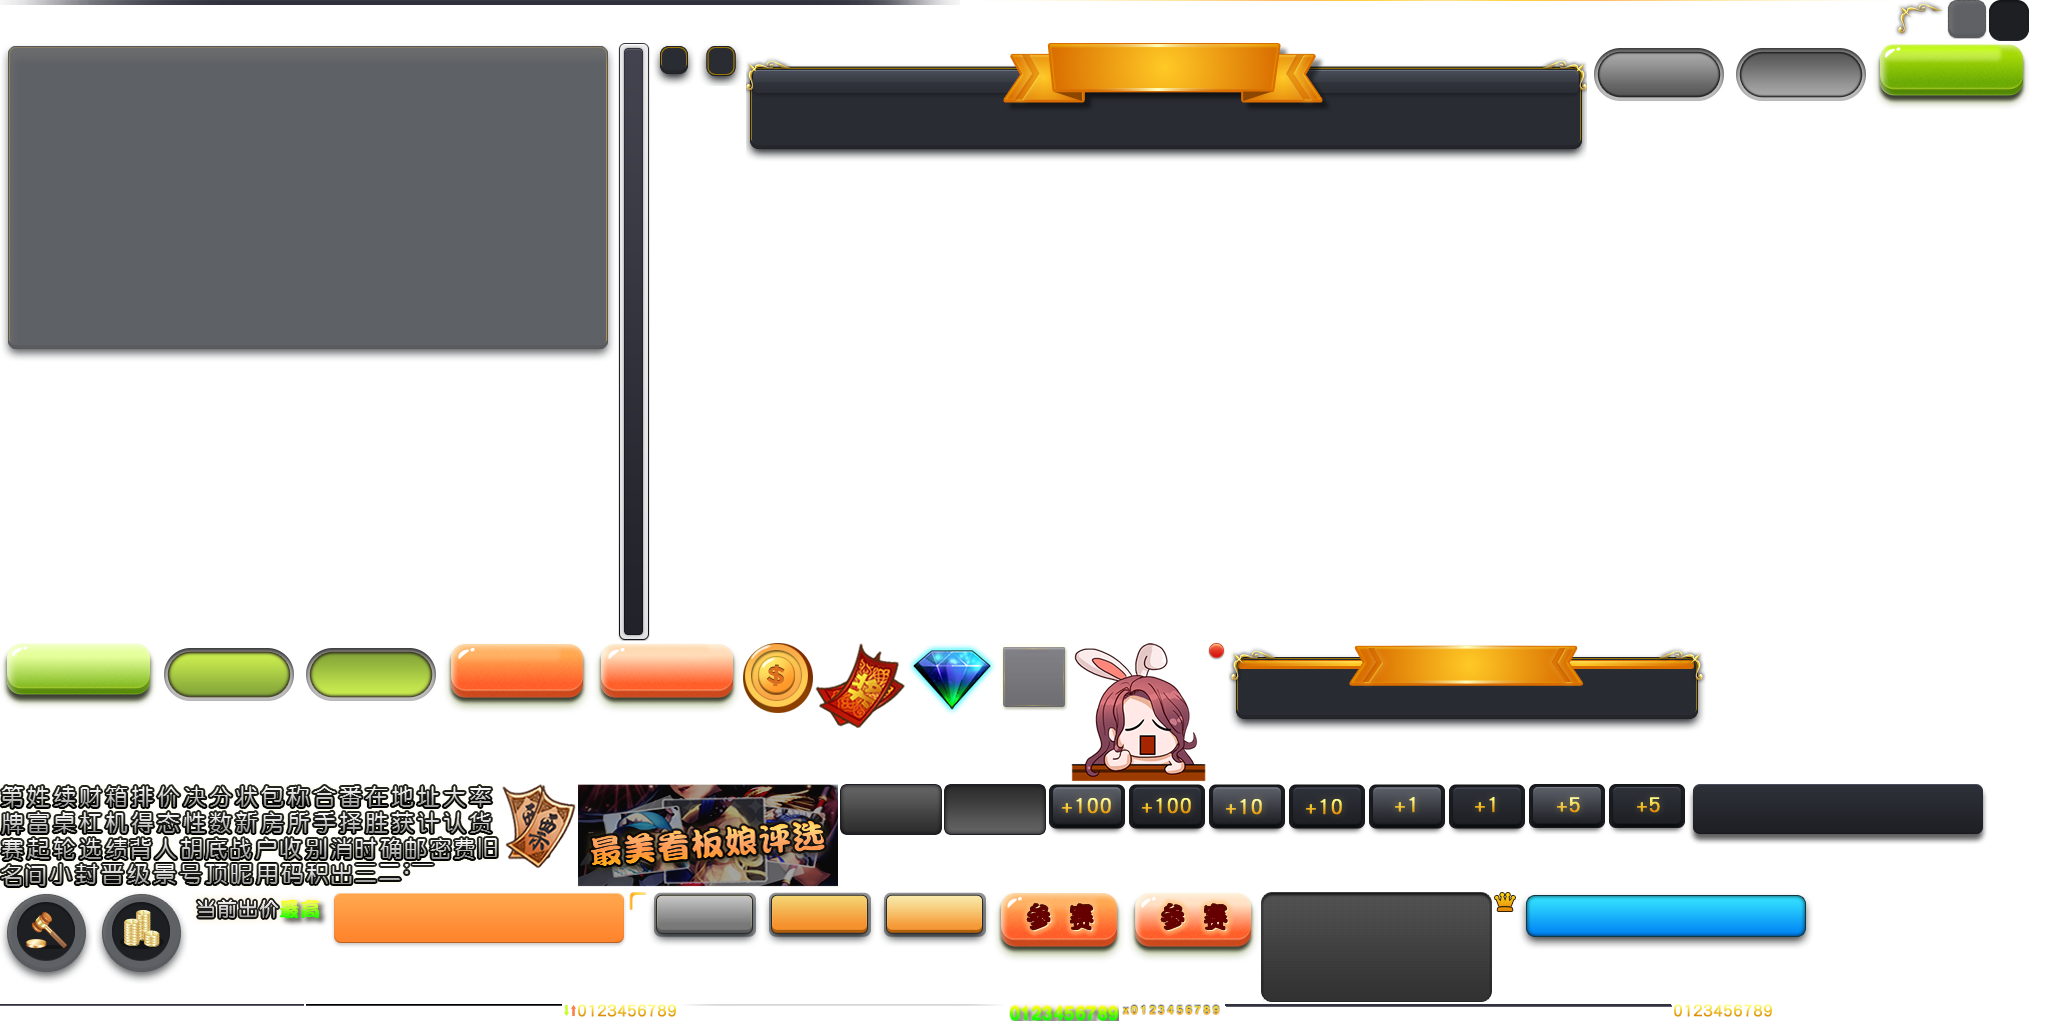 第姓续财箱排价决分状包称合番在地址大率
牌富桌杠机得态性数新房所手择胜获计认货
赛起轮选绩背人胡底战户收别消时确邮密费旧
名间小封晋级景号顶昵用码积出三二:一
最美看板娘评选
+100
+100
+10
+10
+1
+1
+5
+5
当前出价最高
参 赛
参 赛
0123456789
0123456789
x0123456789
0123456789